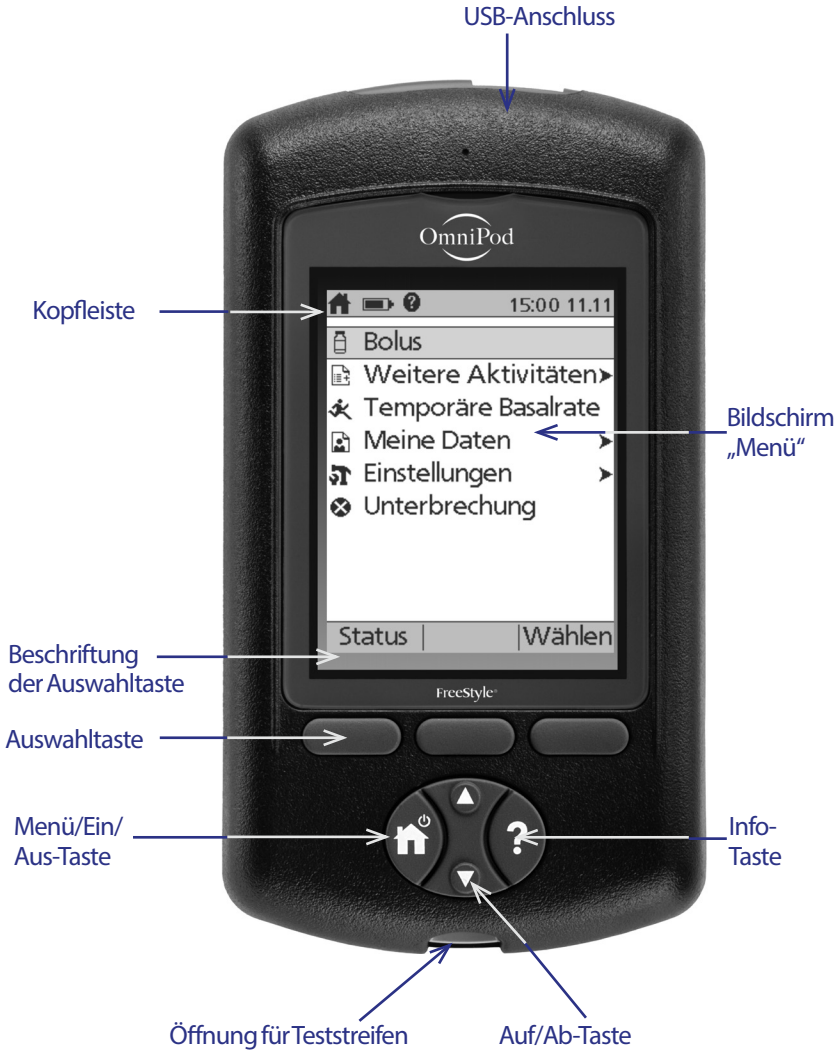 USB-Anschluss
OmniPod
Kopfleiste
15:00 11.11
Bolus
Weitere Aktivitäten
Temporäre Basalrate
Meine Daten
Einstellungen
Unterbrechung
Bildschirm
„Menü“
Status Wählen
Beschriftung
der Auswahltaste
FreeStyle®
Auswahltaste
Menü/Ein/
Aus-Taste
?
Info-
Taste
Öffnung für Teststreifen
Auf/Ab-Taste